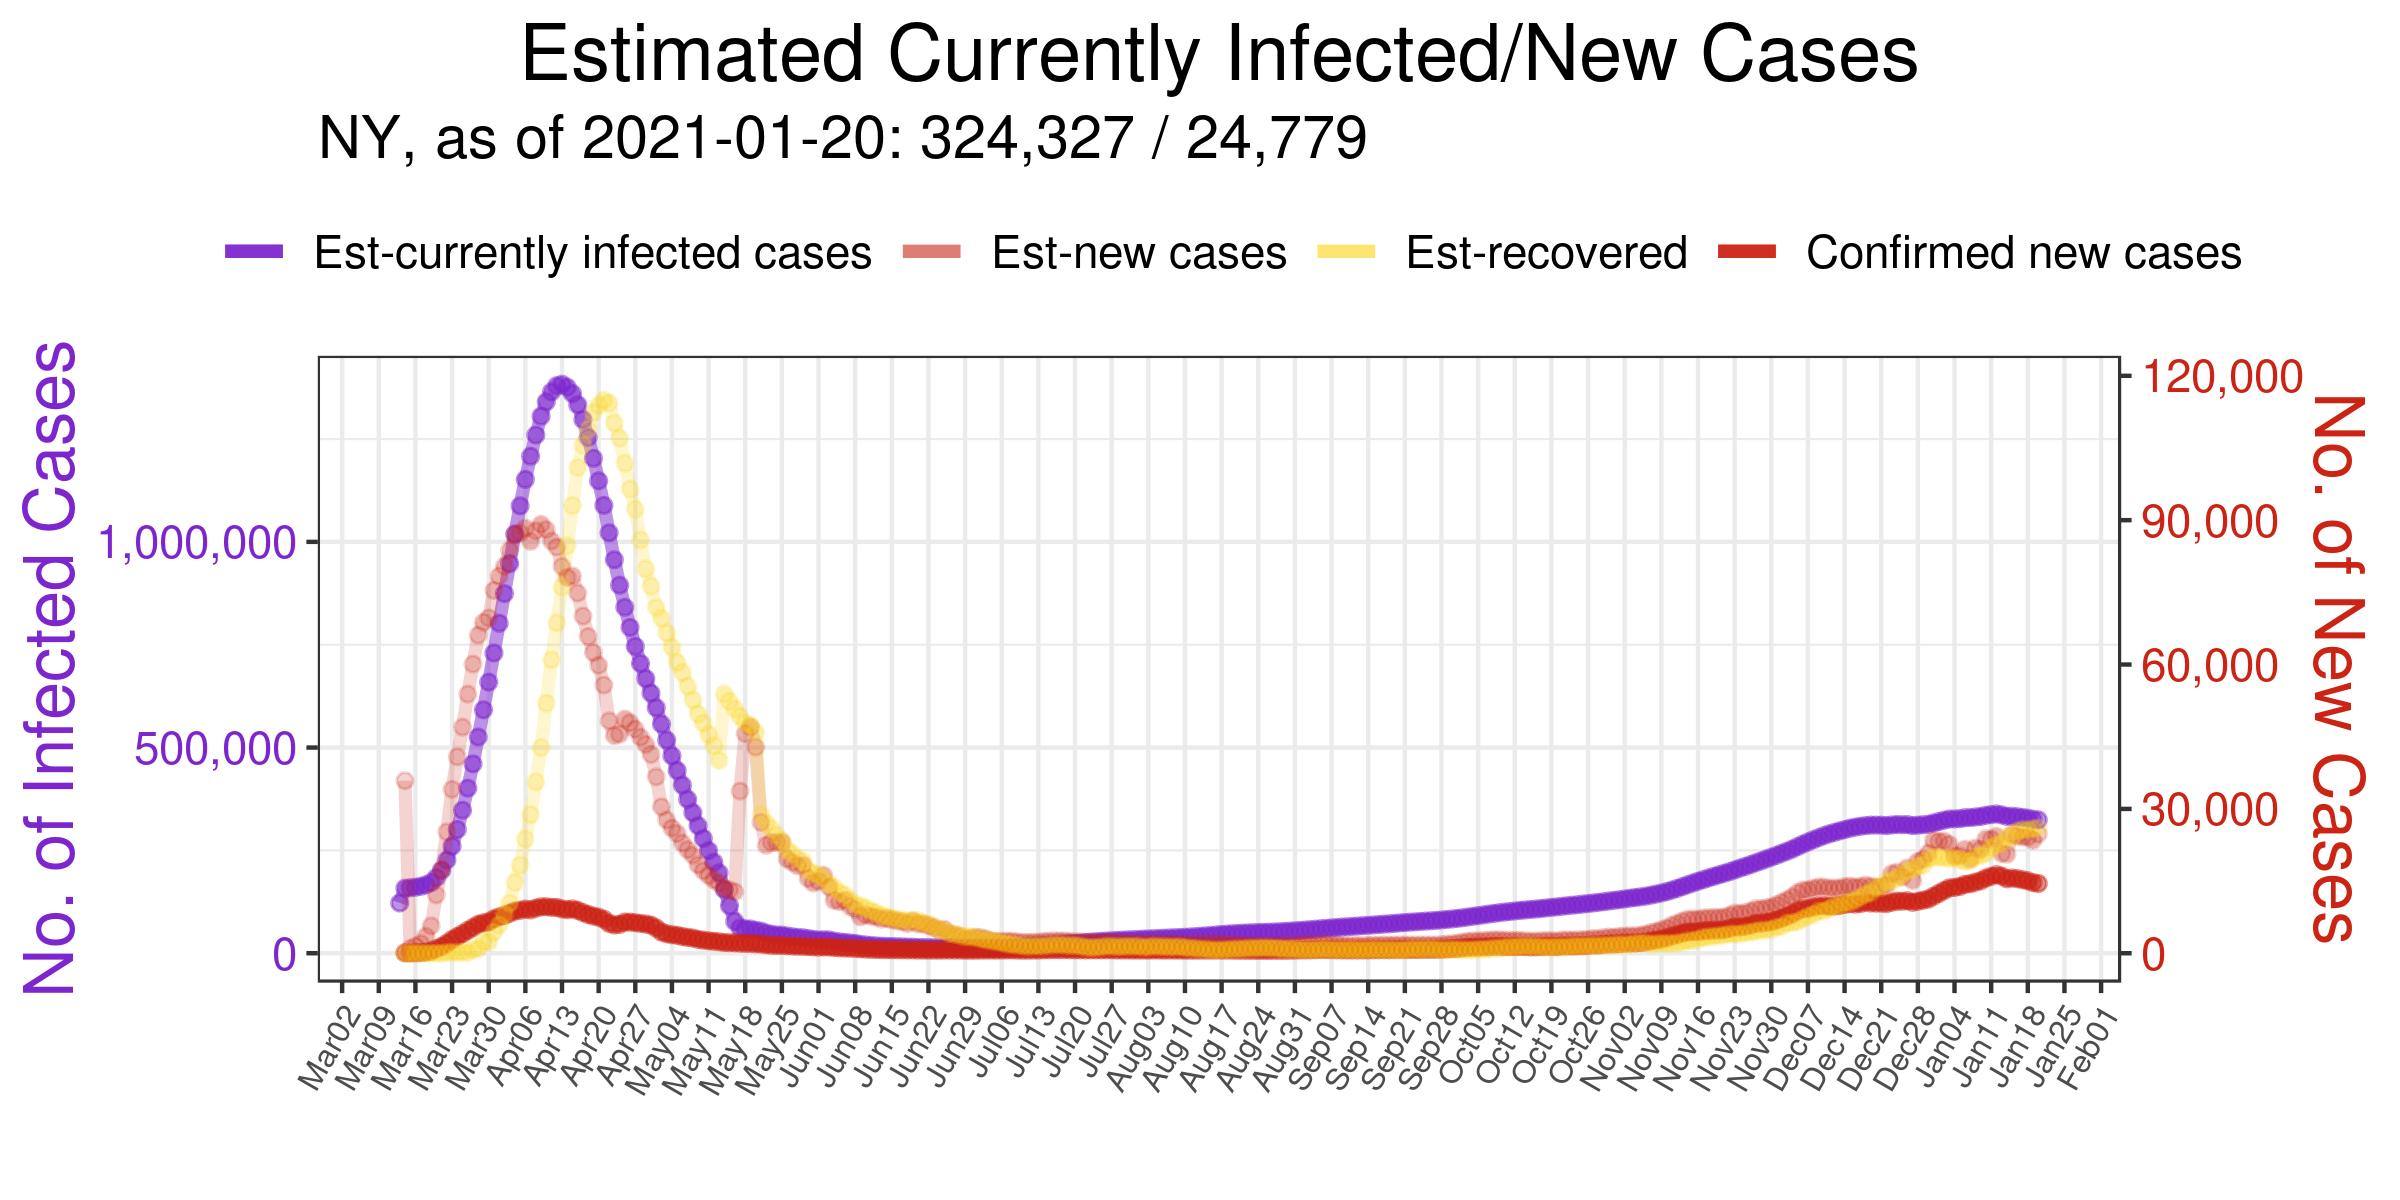 Estimated Currently Infected/New Cases
NY, as of 2021-01-20: 324,327 / 24,779
Est-currently infected cases Est-new cases Est-recovered Confirmed new cases
No. of Infected Cases
1,000,000
500,000
0
120,000
90,000
60,000
30,000
0
No. of New Cases
Mar02 Mar09 Mar16 Mar23 Mar30 Apr06 Apr13 Apr20 Apr27 May04 May11 May18 May25 Jun01 Jun08 Jun15 Jun22 Jun29 Jul06 Jul13 Jul20 Jul27 Aug03 Aug10 Aug17 Aug24 Aug31 Sep07 Sep14 Sep21 Sep28 Oct05 Oct12 Oct19 Oct26 Nov02 Nov09 Nov16 Nov23 Nov30 Dec07 Dec14 Dec21 Dec28 Jan04 Jan11 Jan18 Jan25 Feb01